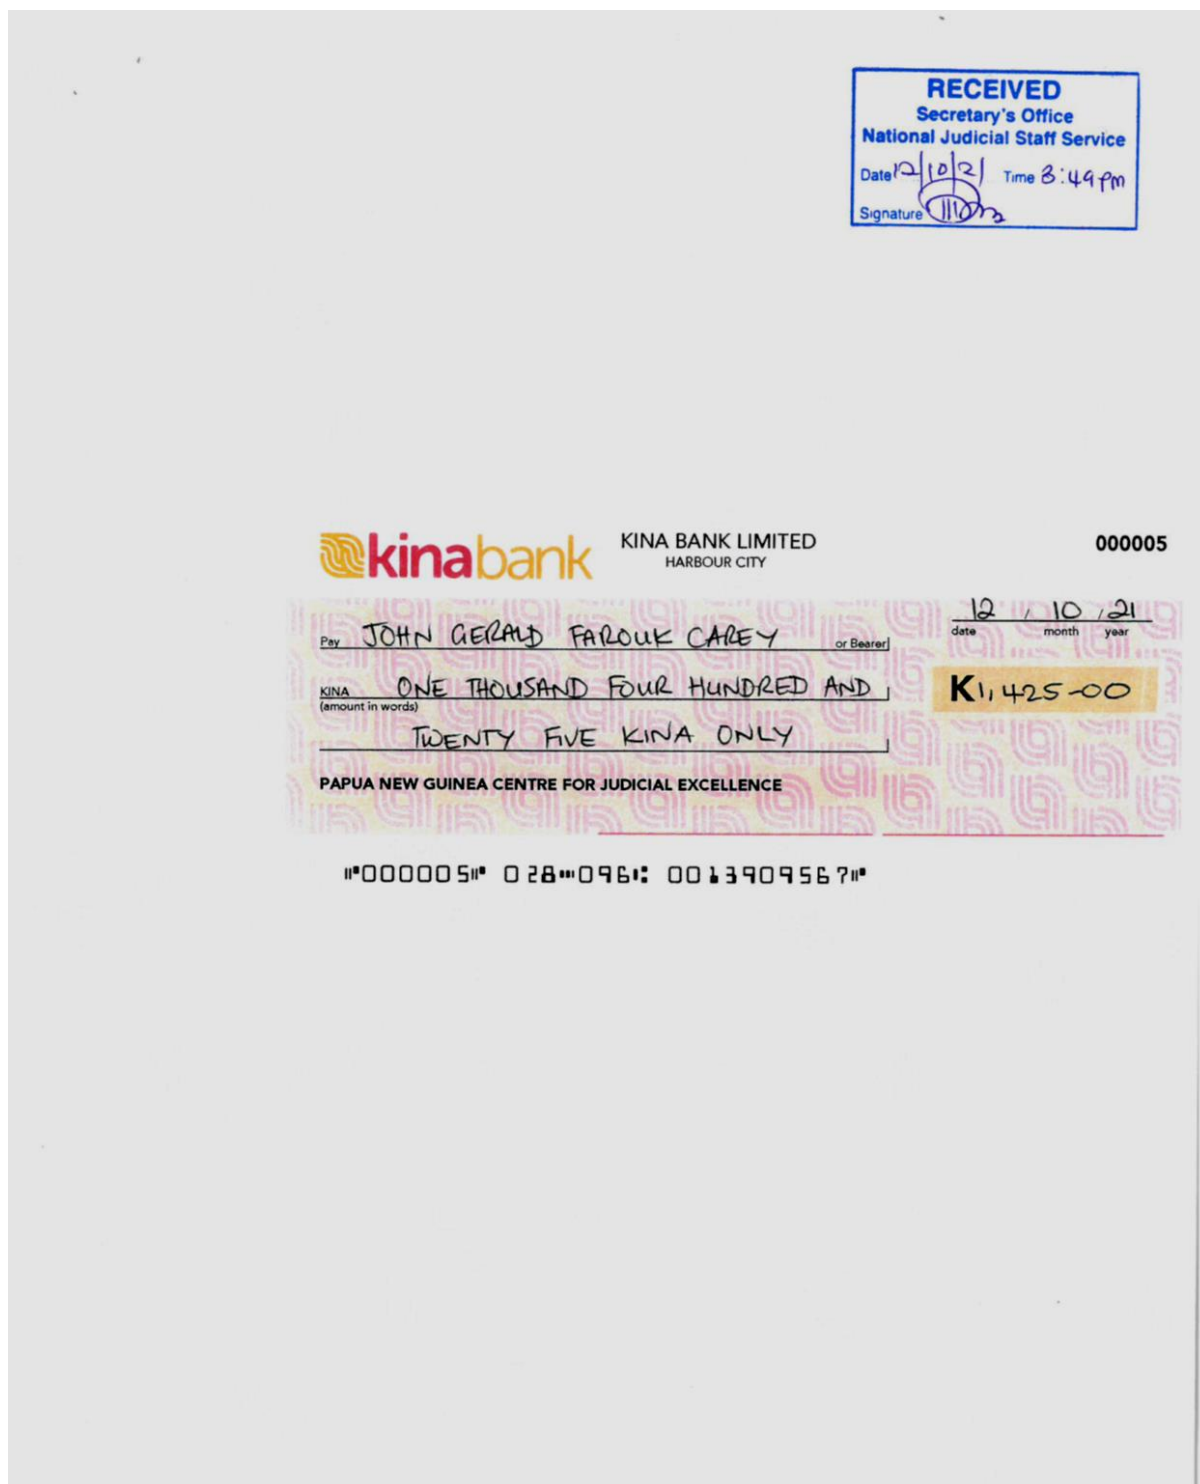 RECEIVED
Secretary's Office
National Judicial Staff Service
Date 12/10/21 Time 3:49pm
Signature
kinabank
KINA BANK LIMITED
HARBOUR CITY
000005
12 / 10 / 21
date month year
Pay JOHN GERALD FAROUK CAREY or Bearer
KINA ONE THOUSAND FOUR HUNDRED AND
(amount in words)
K1,425-00
TWENTY FIVE KINA ONLY
PAPUA NEW GUINEA CENTRE FOR JUDICIAL EXCELLENCE
⑈000005⑈ 028⑉096⑆ 0013909567⑈